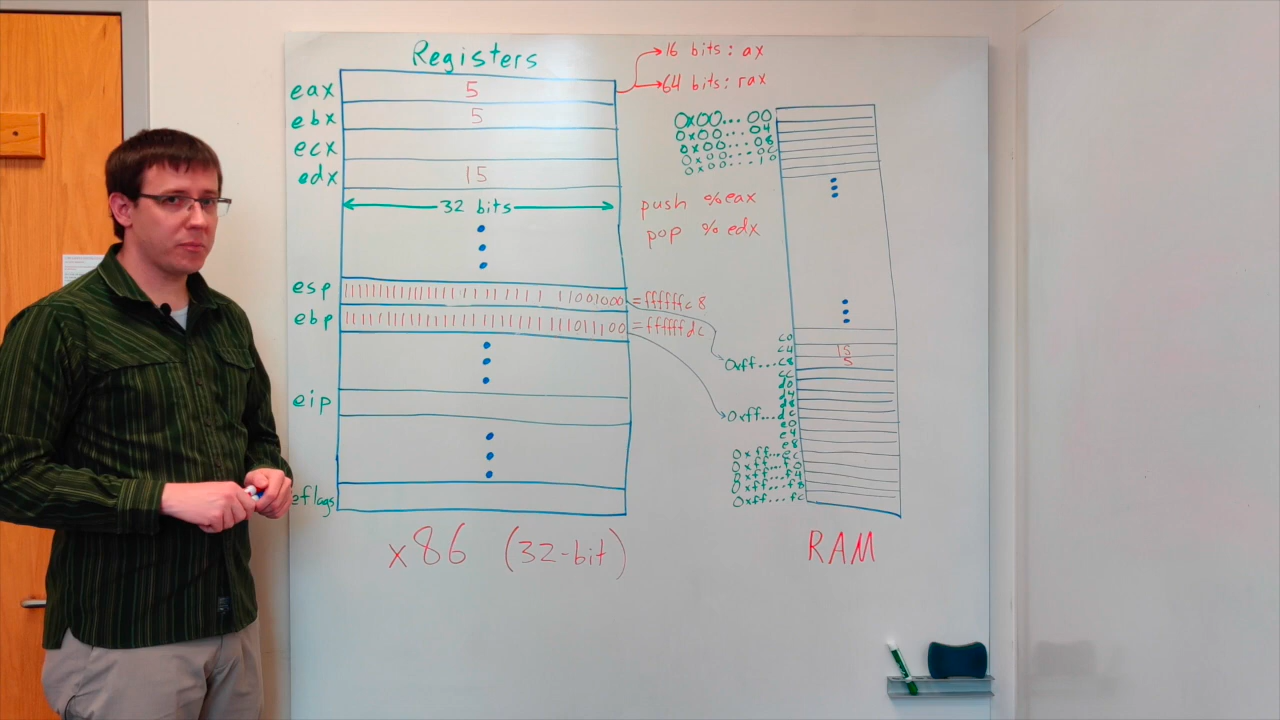 Registers
eax 5
ebx 5
ecx
edx 15
32 bits
esp 11111111111111111111111111001000 = ffffffc8
ebp 11111111111111111111111111011100 = ffffffdc
eip
eflags
x86 (32-bit)
16 bits: ax
64 bits: rax
push %eax
pop %edx
0x00...00
0x00...04
0x00...08
0x00...0c
0x00...10
c0
c4 15
0xff...c8 5
cc
d0
d4
d8
0xff...dc
e0
e4
e8
0xff...ec
0xff...f0
0xff...f4
0xff...f8
0xff...fc
RAM